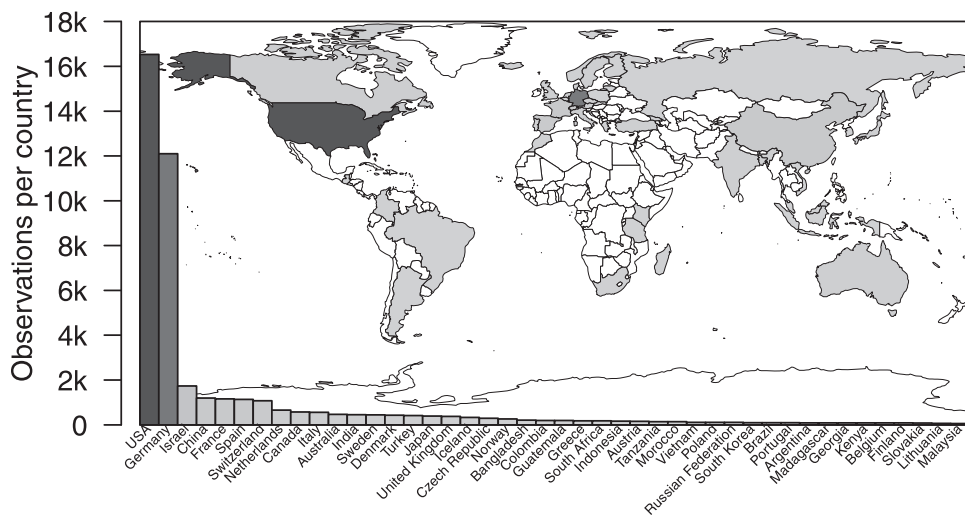 Observations per country
18k
16k
14k
12k
10k
8k
6k
4k
2k
0
USA
Germany
Israel
China
France
Spain
Switzerland
Netherlands
Canada
Italy
Australia
India
Sweden
Denmark
Turkey
Japan
United Kingdom
Iceland
Czech Republic
Norway
Bangladesh
Colombia
Guatemala
Greece
South Africa
Indonesia
Austria
Tanzania
Morocco
Vietnam
Poland
Russian Federation
South Korea
Brazil
Portugal
Argentina
Madagascar
Georgia
Kenya
Belgium
Finland
Slovakia
Lithuania
Malaysia